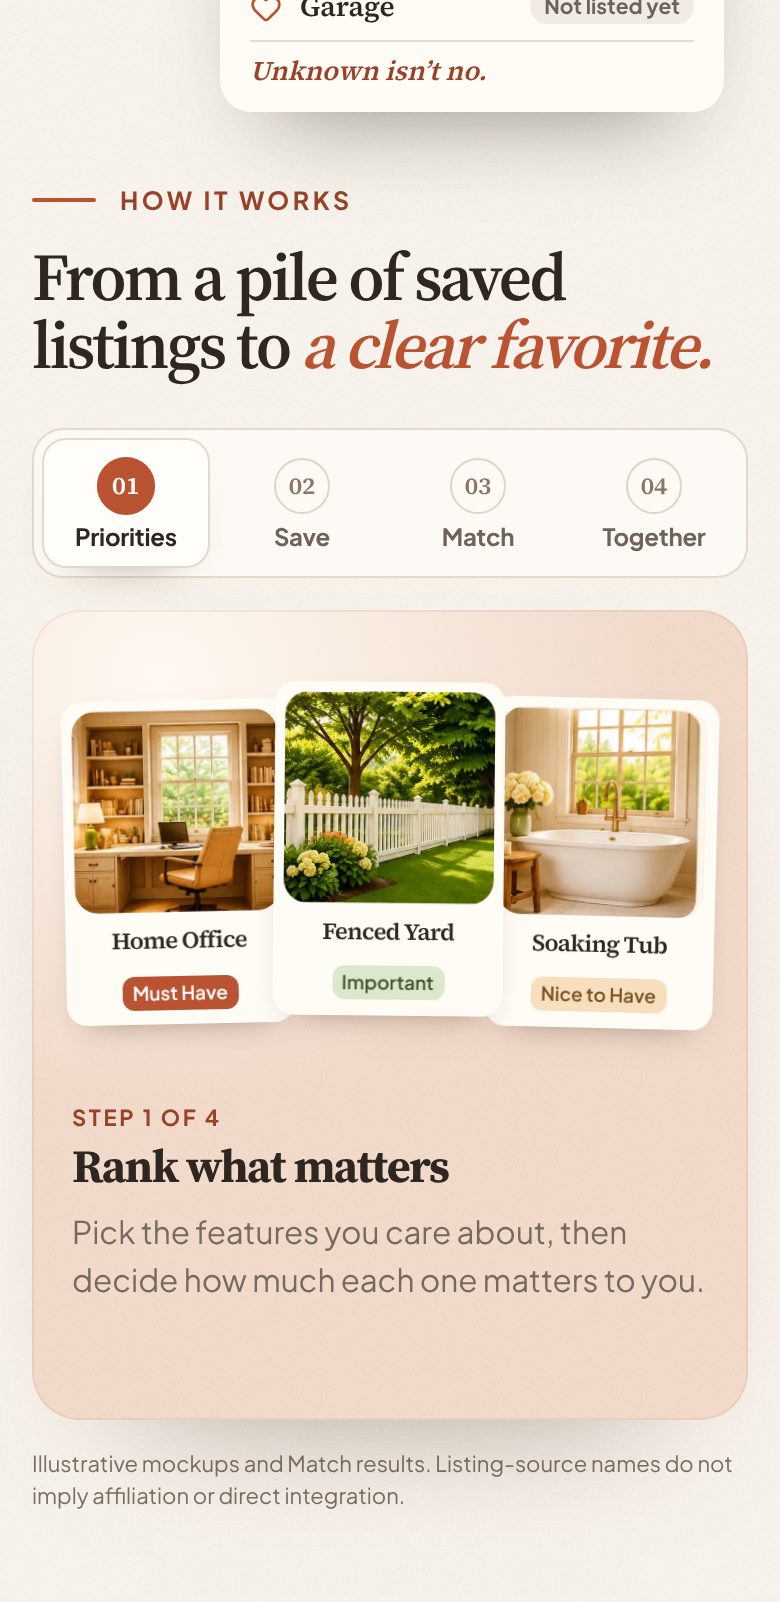 Garage
Not listed yet
Unknown isn’t no.
HOW IT WORKS
From a pile of saved
listings to a clear favorite.
01
Priorities
02
Save
03
Match
04
Together
Home Office
Must Have
Fenced Yard
Important
Soaking Tub
Nice to Have
STEP 1 OF 4
Rank what matters
Pick the features you care about, then
decide how much each one matters to you.
Illustrative mockups and Match results. Listing-source names do not
imply affiliation or direct integration.